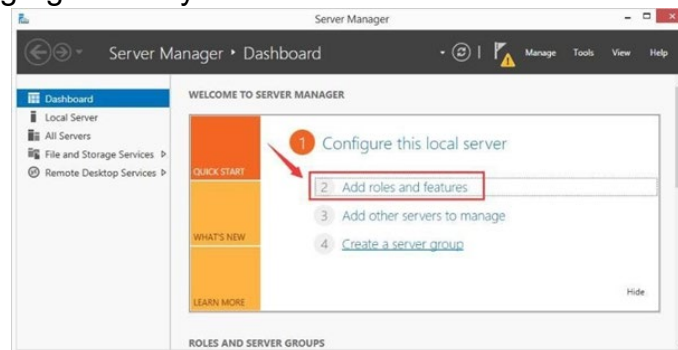 Server Manager
Server Manager • Dashboard
Manage Tools View Help
Dashboard
Local Server
All Servers
File and Storage Services
Remote Desktop Services
WELCOME TO SERVER MANAGER
QUICK START
WHAT'S NEW
LEARN MORE
1 Configure this local server
2 Add roles and features
3 Add other servers to manage
4 Create a server group
Hide
ROLES AND SERVER GROUPS